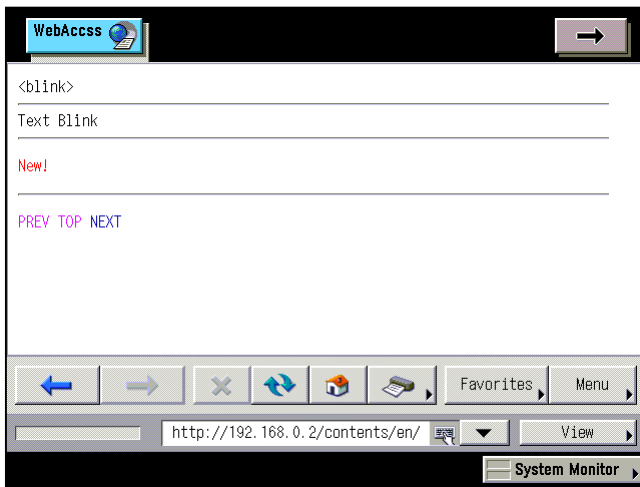 WebAccss
<blink>
Text Blink
New!
PREV TOP NEXT
Favorites Menu
http://192.168.0.2/contents/en/ View
System Monitor